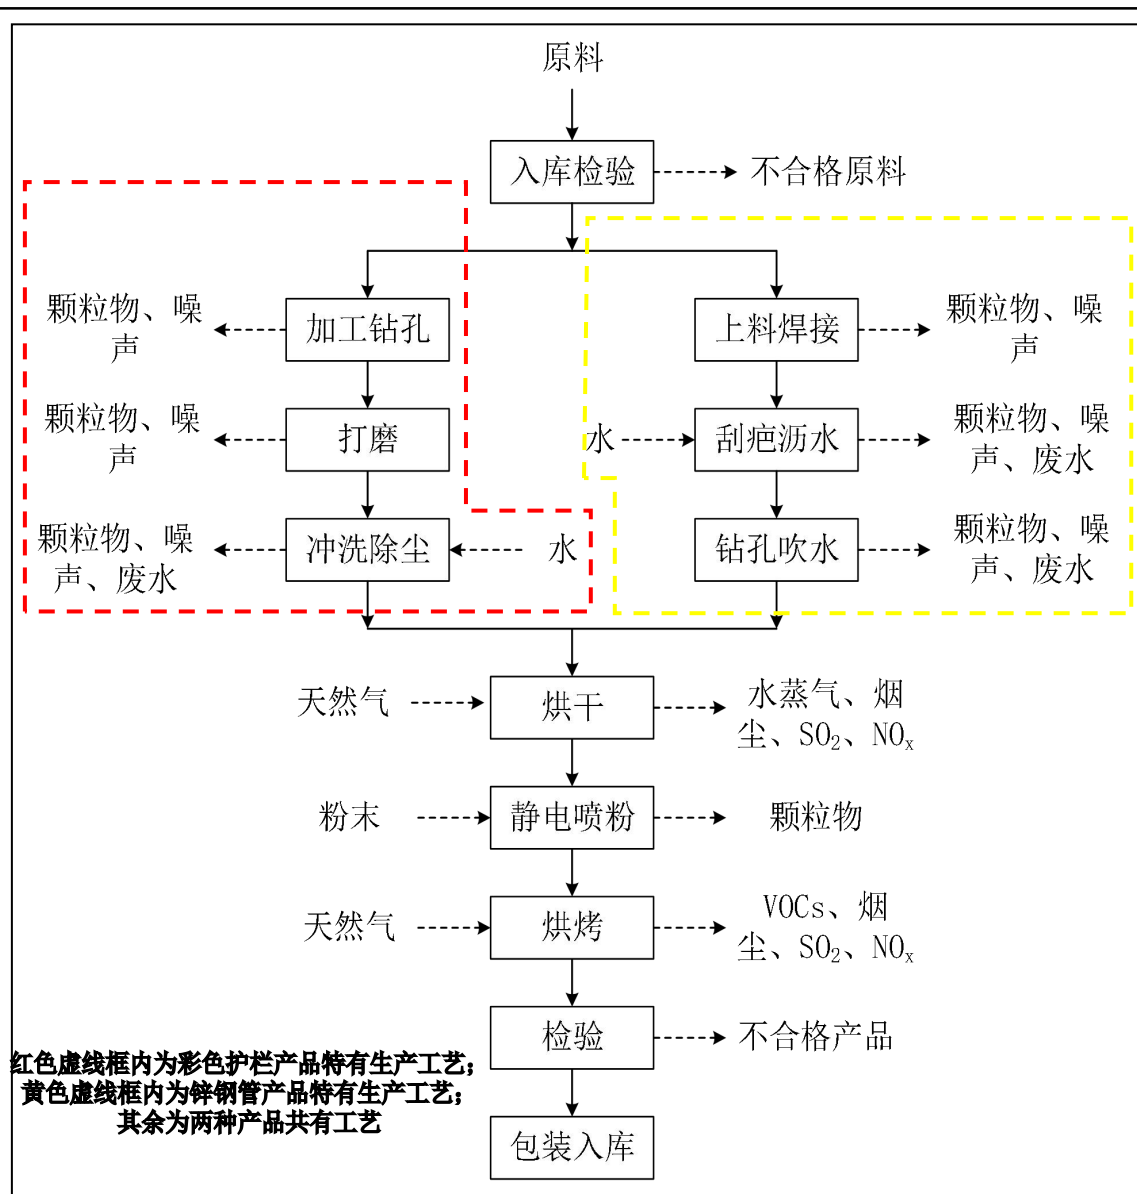 原料
入库检验
不合格原料
颗粒物、噪
声
加工钻孔
上料焊接
颗粒物、噪
声
颗粒物、噪
声
打磨
水
刮疤沥水
颗粒物、噪
声、废水
颗粒物、噪
声、废水
冲洗除尘
水
钻孔吹水
颗粒物、噪
声、废水
天然气
烘干
水蒸气、烟
尘、SO₂、NOₓ
粉末
静电喷粉
颗粒物
天然气
烘烤
VOCs、烟
尘、SO₂、NOₓ
检验
不合格产品
红色虚线框内为彩色护栏产品特有生产工艺；
黄色虚线框内为锌钢管产品特有生产工艺；
其余为两种产品共有工艺
包装入库